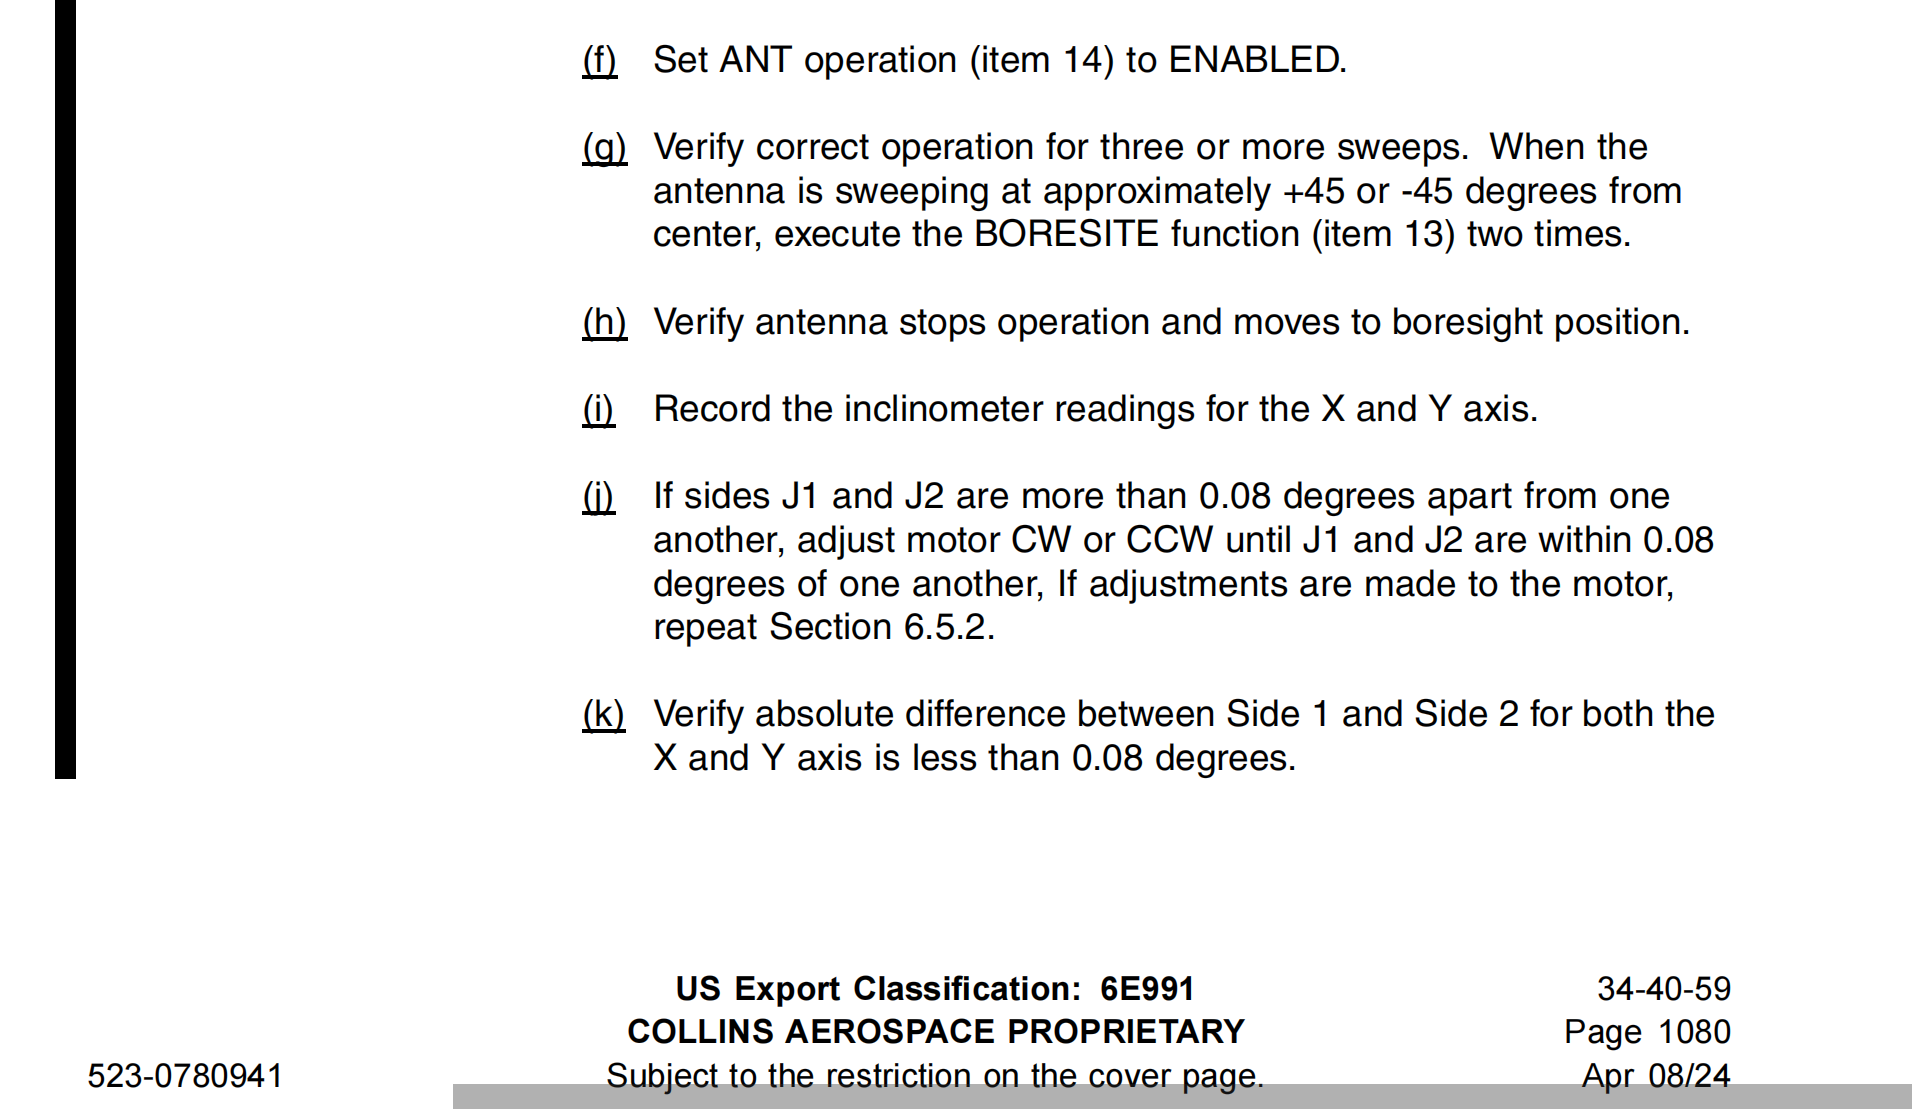 (f) Set ANT operation (item 14) to ENABLED.
(g) Verify correct operation for three or more sweeps. When the
antenna is sweeping at approximately +45 or -45 degrees from
center, execute the BORESITE function (item 13) two times.
(h) Verify antenna stops operation and moves to boresight position.
(i) Record the inclinometer readings for the X and Y axis.
(j) If sides J1 and J2 are more than 0.08 degrees apart from one
another, adjust motor CW or CCW until J1 and J2 are within 0.08
degrees of one another, If adjustments are made to the motor,
repeat Section 6.5.2.
(k) Verify absolute difference between Side 1 and Side 2 for both the
X and Y axis is less than 0.08 degrees.
US Export Classification: 6E991 34-40-59
COLLINS AEROSPACE PROPRIETARY Page 1080
523-0780941 Subject to the restriction on the cover page. Apr 08/24